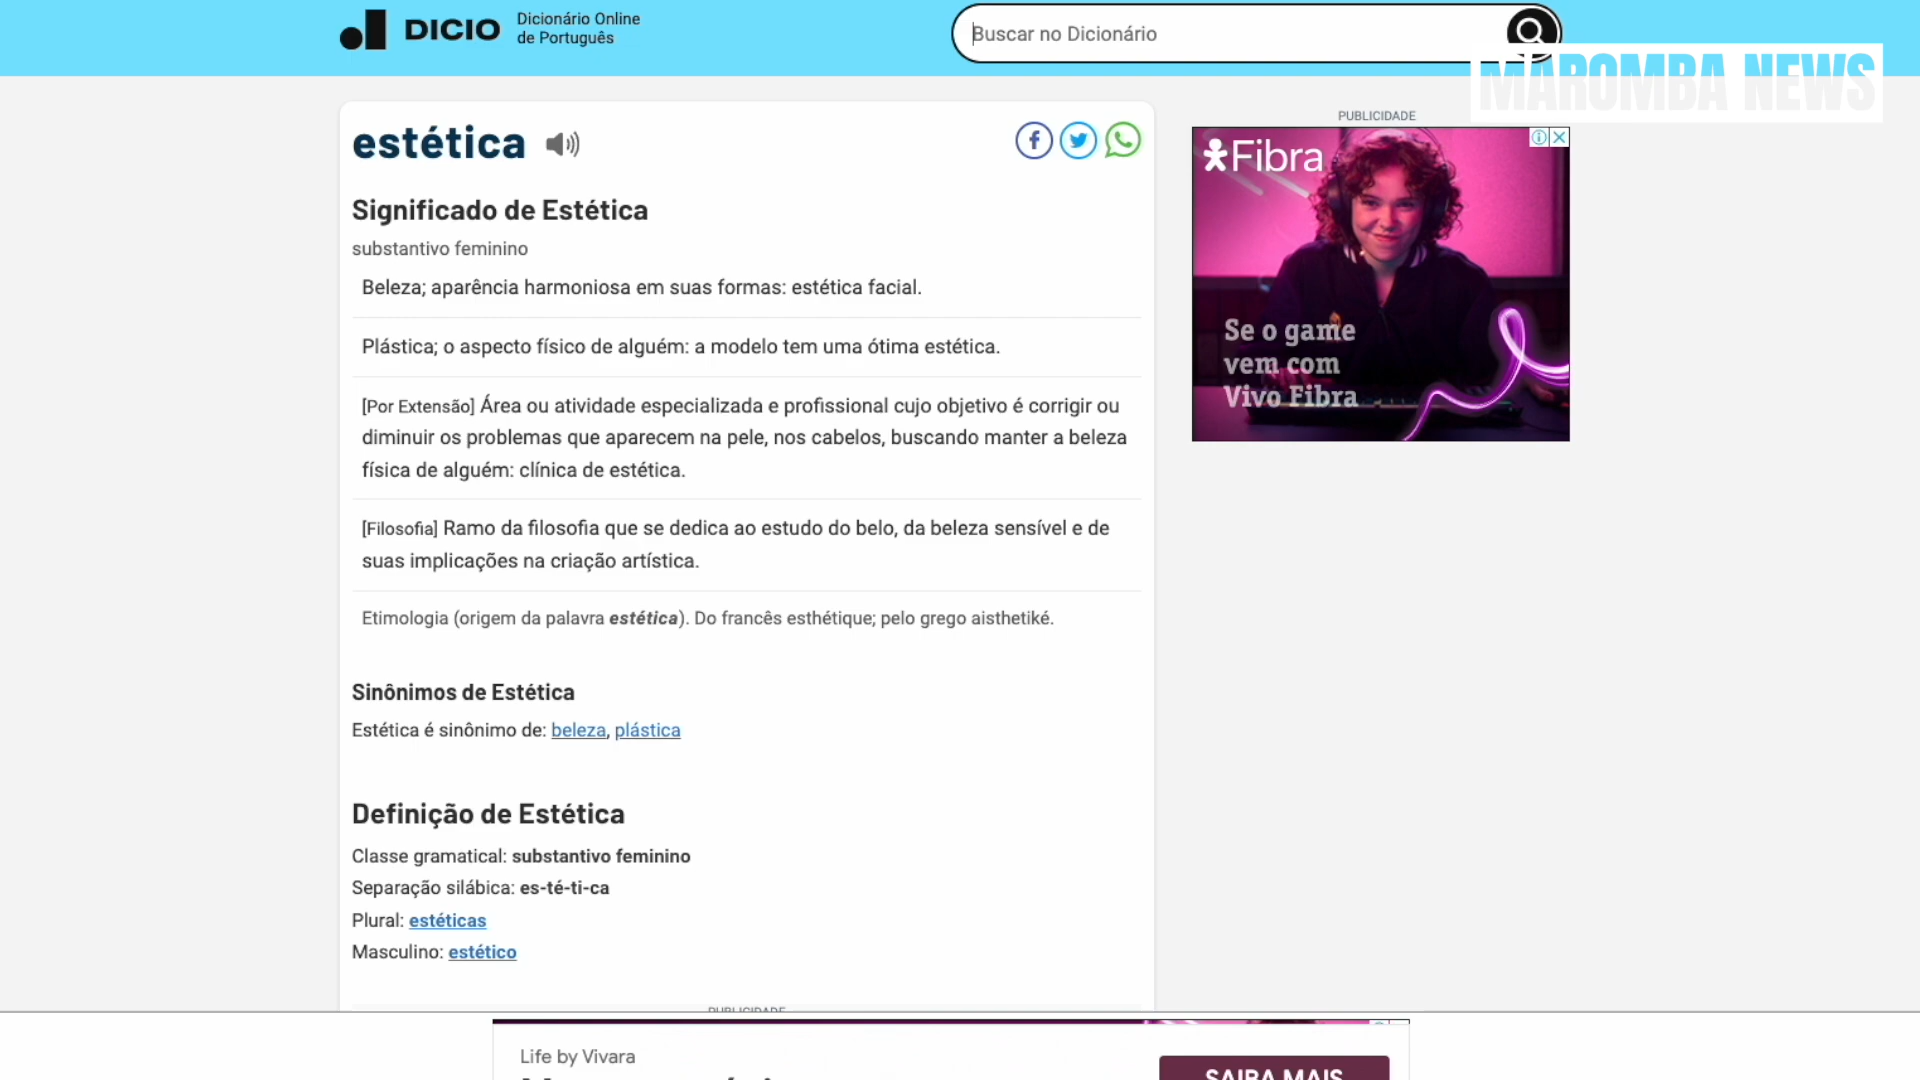 DICIO
Dicionário Online
de Português
Buscar no Dicionário
MAROMBA NEWS
estética
Significado de Estética
substantivo feminino
Beleza; aparência harmoniosa em suas formas: estética facial.
Plástica; o aspecto físico de alguém: a modelo tem uma ótima estética.
[Por Extensão] Área ou atividade especializada e profissional cujo objetivo é corrigir ou
diminuir os problemas que aparecem na pele, nos cabelos, buscando manter a beleza
física de alguém: clínica de estética.
[Filosofia] Ramo da filosofia que se dedica ao estudo do belo, da beleza sensível e de
suas implicações na criação artística.
Etimologia (origem da palavra estética). Do francês esthétique; pelo grego aisthetiké.
Sinônimos de Estética
Estética é sinônimo de: beleza, plástica
Definição de Estética
Classe gramatical: substantivo feminino
Separação silábica: es-té-ti-ca
Plural: estéticas
Masculino: estético
PUBLICIDADE
PUBLICIDADE
Fibra
Se o game
vem com
Vivo Fibra
Life by Vivara
SAIBA MAIS